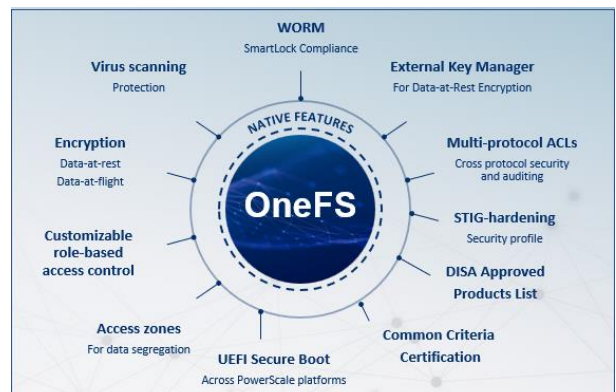 WORM
SmartLock Compliance
Virus scanning
Protection
External Key Manager
For Data-at-Rest Encryption
NATIVE FEATURES
Encryption
Data-at-rest
Data-at-flight
Multi-protocol ACLs
Cross protocol security
and auditing
OneFS
STIG-hardening
Security profile
Customizable
role-based
access control
DISA Approved
Products List
Access zones
For data segregation
Common Criteria
Certification
UEFI Secure Boot
Across PowerScale platforms